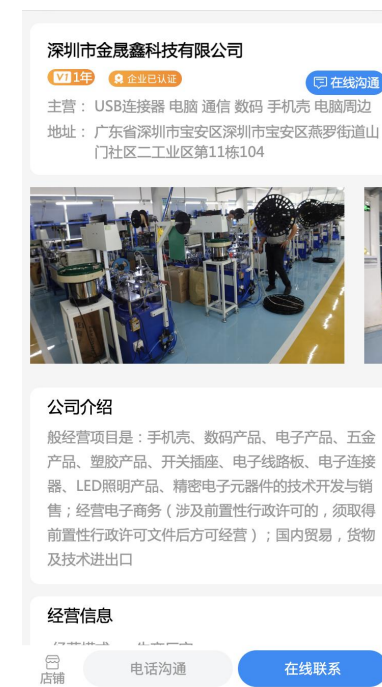 深圳市金晟鑫科技有限公司
V1 1年 企业已认证
在线沟通
主营： USB连接器 电脑 通信 数码 手机壳 电脑周边
地址： 广东省深圳市宝安区深圳市宝安区燕罗街道山
门社区二工业区第11栋104
公司介绍
般经营项目是：手机壳、数码产品、电子产品、五金
产品、塑胶产品、开关插座、电子线路板、电子连接
器、LED照明产品、精密电子元器件的技术开发与销
售；经营电子商务（涉及前置性行政许可的，须取得
前置性行政许可文件后方可经营）；国内贸易，货物
及技术进出口
经营信息
店铺
电话沟通
在线联系